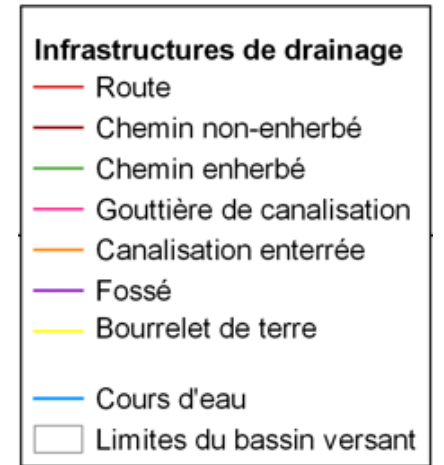 Infrastructures de drainage
Route
Chemin non-enherbé
Chemin enherbé
Gouttière de canalisation
Canalisation enterrée
Fossé
Bourrelet de terre
Cours d'eau
Limites du bassin versant